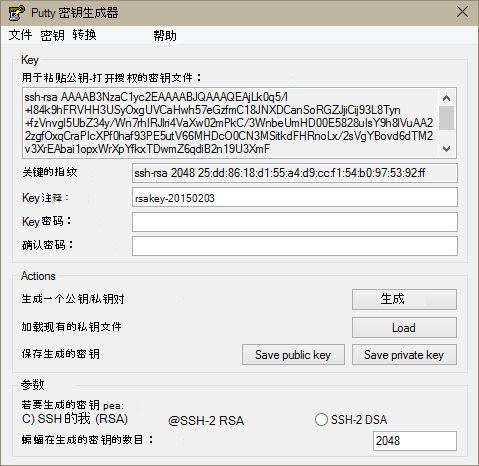 Putty 密钥生成器
文件 密钥 转换 帮助
Key
用于粘贴公钥-打开授权的密钥文件：
ssh-rsa AAAAB3NzaC1yc2EAAAABJQAAAQEAjLk0q5/l
+l84k9hFRVHH3USyOxgUVCaHwh57eGzfmC18JNXDCanSoRGZJjiCij93L8Tyn
+fzVnvgI5UbZ34y/Wn7rhIRJln4VaXw02mPkC/3WnbeUmHD00E5828ulsY9h8lVuAA2
2zgfOxqCraPlcXPf0haf93PE5utV66MHDcO0CN3MSitkdFHRnoLx/2sVgYBovd6dTM2
v3XrEAbai1opxWrXpYfkxTDwmZ6qdiB2n19U3XmF
关键的指纹
ssh-rsa 2048 25:dd:86:18:d1:55:a4:d9:cc:f1:54:b0:97:53:92:ff
Key 注释：
rsakey-20150203
Key 密码：
确认密码：
Actions
生成一个公钥/私钥对
生成
加载现有的私钥文件
Load
保存生成的密钥
Save public key
Save private key
参数
若要生成的密钥 pea:
C) SSH 的我 (RSA) @SSH-2 RSA SSH-2 DSA
蝙蝠在生成的密钥的数目：
2048